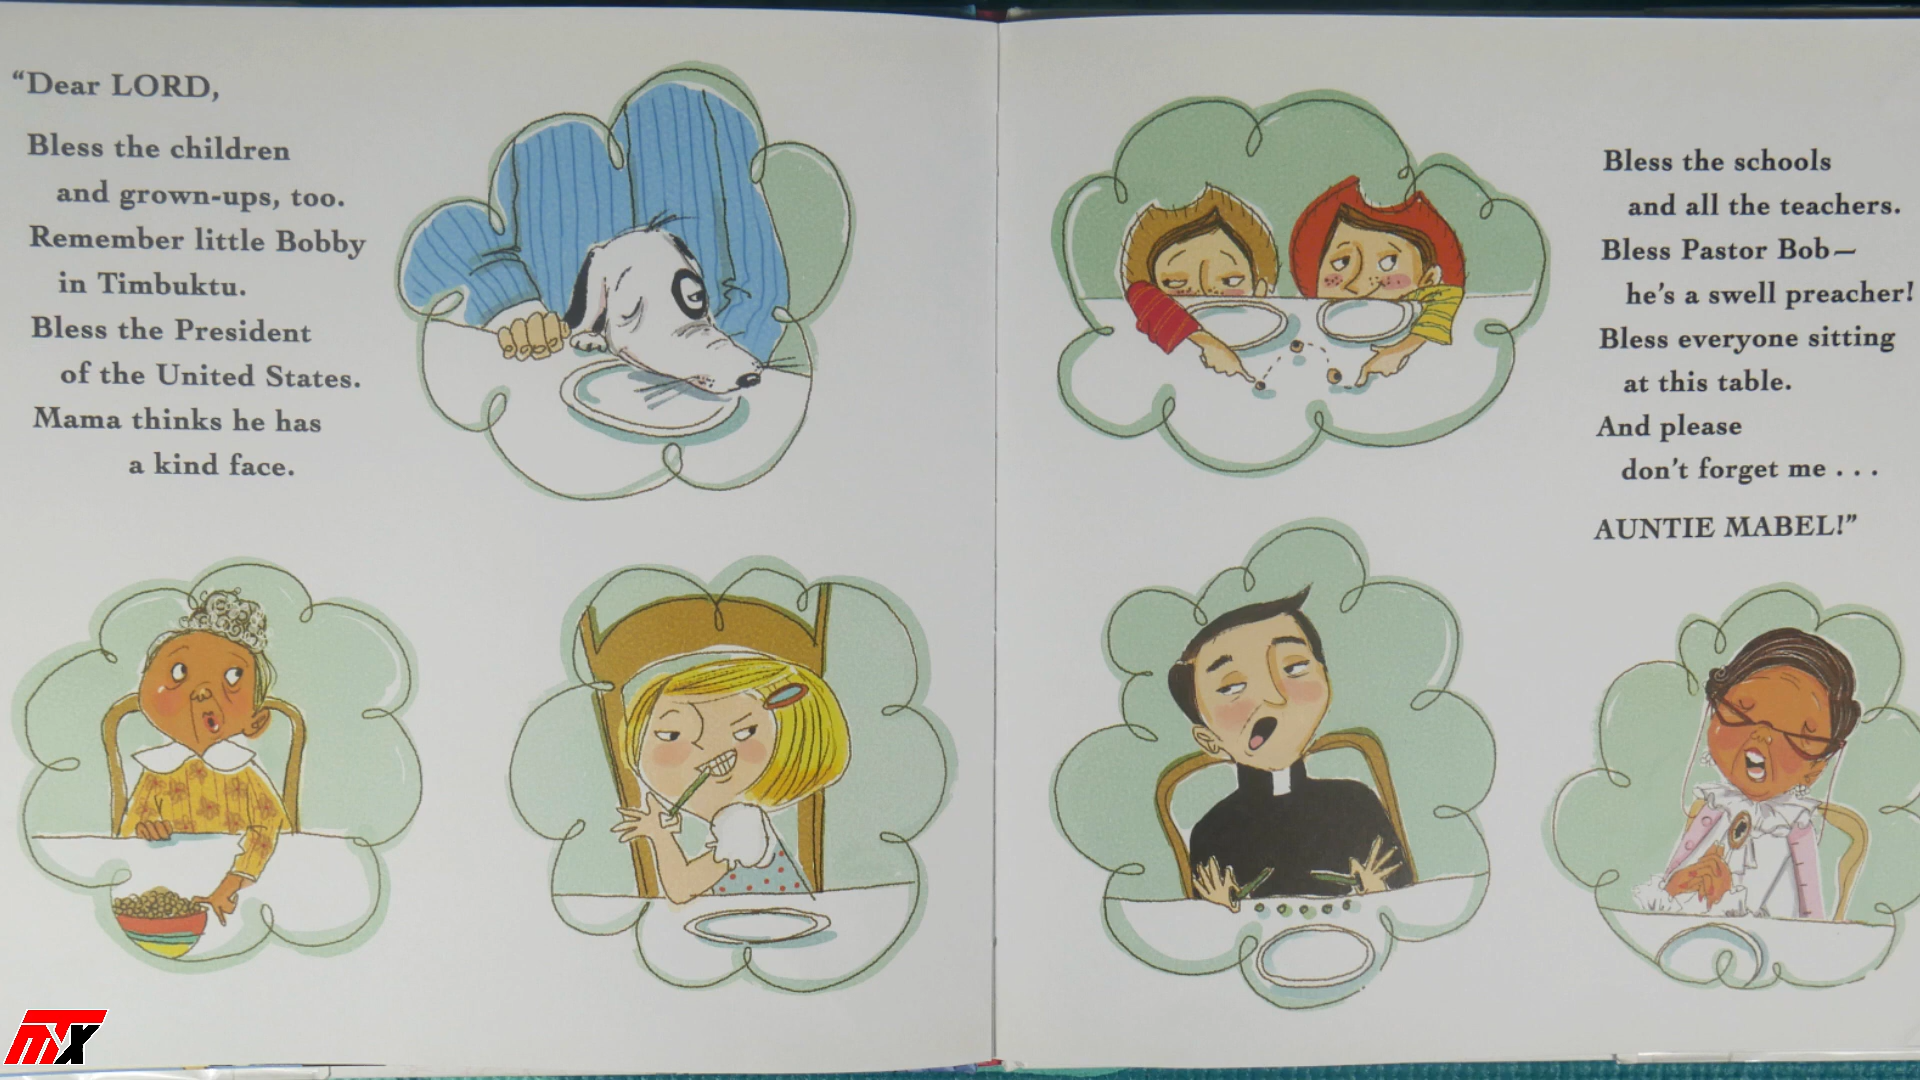 “Dear LORD,
Bless the children
and grown-ups, too.
Remember little Bobby
in Timbuktu.
Bless the President
of the United States.
Mama thinks he has
a kind face.
Bless the schools
and all the teachers.
Bless Pastor Bob—
he’s a swell preacher!
Bless everyone sitting
at this table.
And please
don’t forget me . . .
AUNTIE MABEL!”
MYX